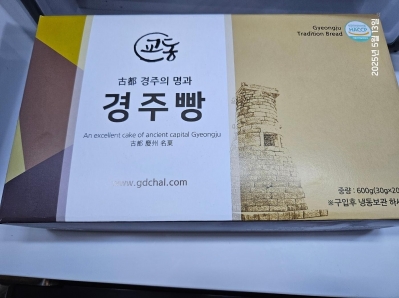 교동
Gyeongju
Tradition Bread
HACCP
2025년 5월 13일
古都 경주의 명과
경주빵
An excellent cake of ancient capital Gyeongju
古都 慶州 名菓
www.gdchal.com
중량 : 600g(30g×20
※구입후 냉동보관 하세